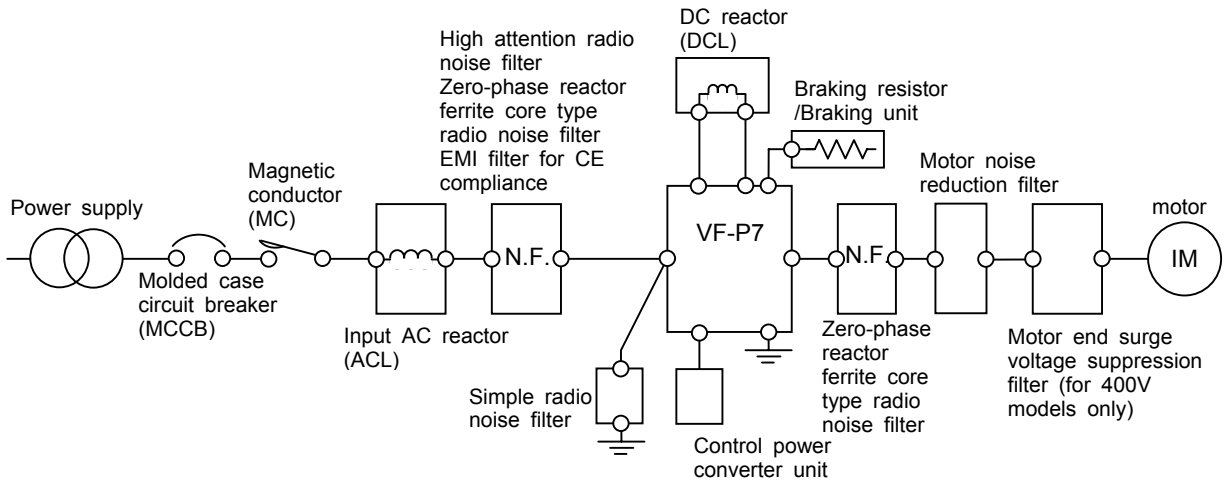 DC reactor
(DCL)
High attention radio
noise filter
Zero-phase reactor
ferrite core type
radio noise filter
EMI filter for CE
compliance
Braking resistor
/Braking unit
Magnetic
conductor
(MC)
Motor noise
reduction filter
Power supply
motor
VF-P7
N.F.
N.F.
IM
Molded case
circuit breaker
(MCCB)
Input AC reactor
(ACL)
Zero-phase
reactor
ferrite core
type radio
noise filter
Motor end surge
voltage suppression
filter (for 400V
models only)
Simple radio
noise filter
Control power
converter unit